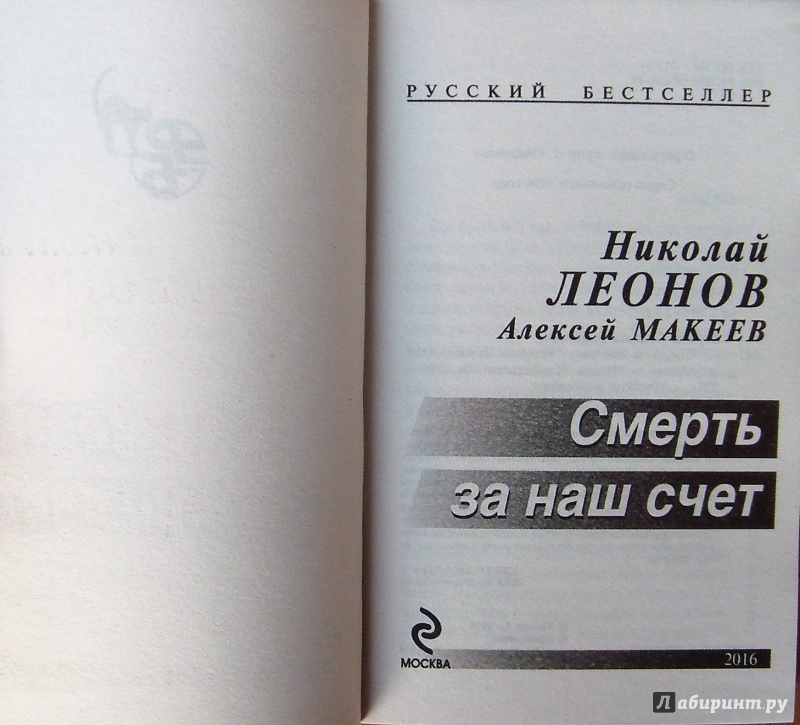 РУССКИЙ БЕСТСЕЛЛЕР
Николай
ЛЕОНОВ
Алексей МАКЕЕВ
Смерть
за наш счет
МОСКВА
2016
Лабиринт.ру